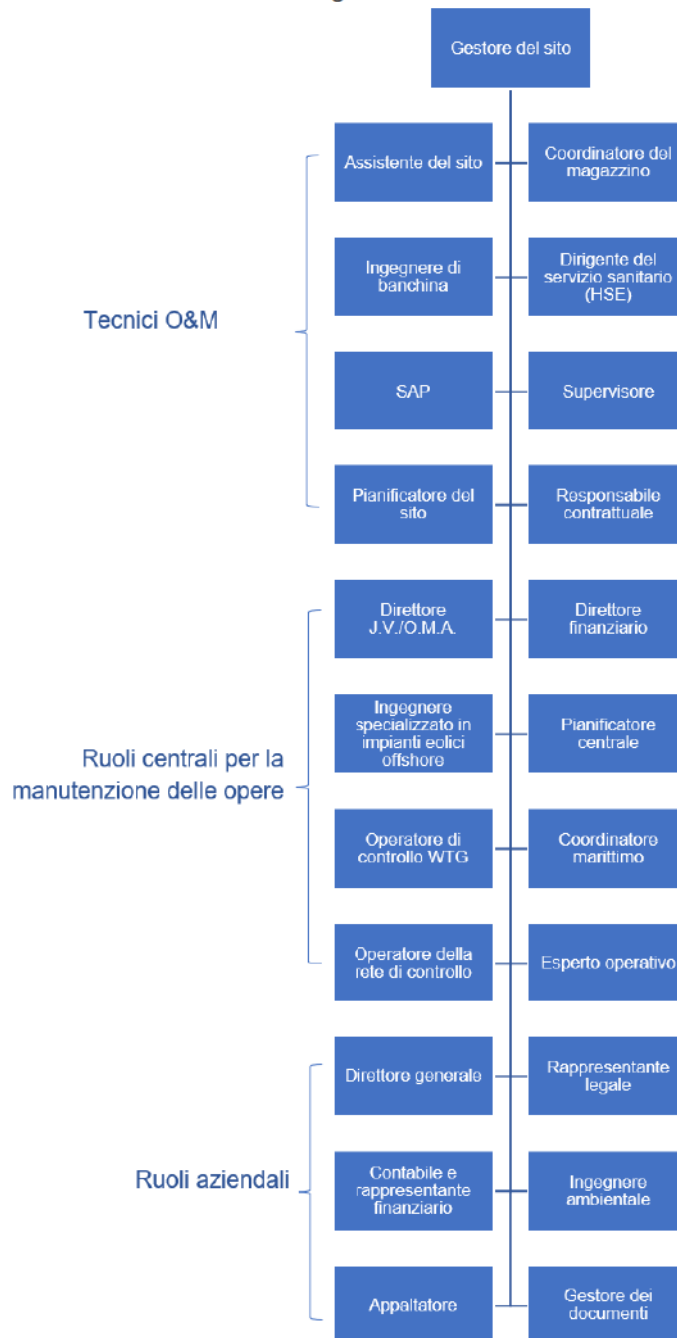 Gestore del sito
Assistente del sito
Coordinatore del
magazzino
Ingegnere di
banchina
Dirigente del
servizio sanitario
(HSE)
Tecnici O&M
SAP
Supervisore
Pianificatore del
sito
Responsabile
contrattuale
Direttore
J.V./O.M.A.
Direttore
finanziario
Ingegnere
specializzato in
impianti eolici
offshore
Pianificatore
centrale
Ruoli centrali per la
manutenzione delle opere
Operatore di
controllo WTG
Coordinatore
marittimo
Operatore della
rete di controllo
Esperto operativo
Direttore generale
Rappresentante
legale
Ruoli aziendali
Contabile e
rappresentante
finanziario
Ingegnere
ambientale
Appaltatore
Gestore dei
documenti